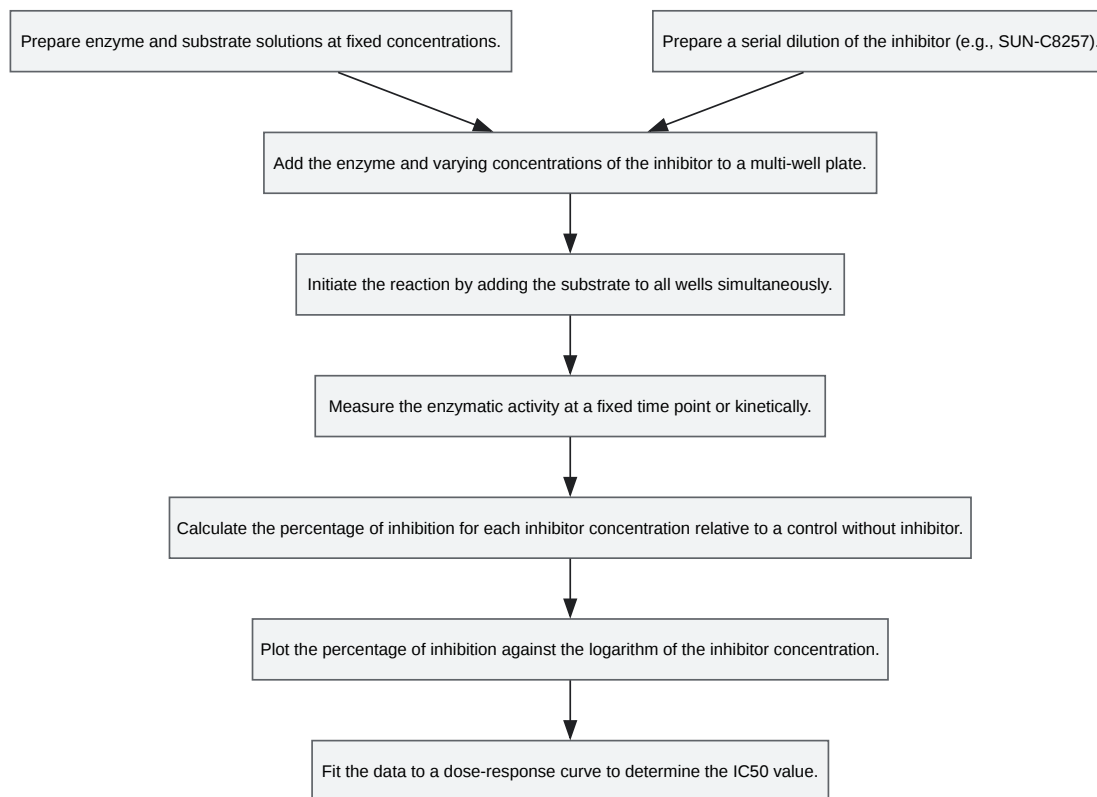 Prepare enzyme and substrate solutions at fixed concentrations.
Prepare a serial dilution of the inhibitor (e.g., SUN-C8257).
Add the enzyme and varying concentrations of the inhibitor to a multi-well plate.
Initiate the reaction by adding the substrate to all wells simultaneously.
Measure the enzymatic activity at a fixed time point or kinetically.
Calculate the percentage of inhibition for each inhibitor concentration relative to a control without inhibitor.
Plot the percentage of inhibition against the logarithm of the inhibitor concentration.
Fit the data to a dose-response curve to determine the IC50 value.